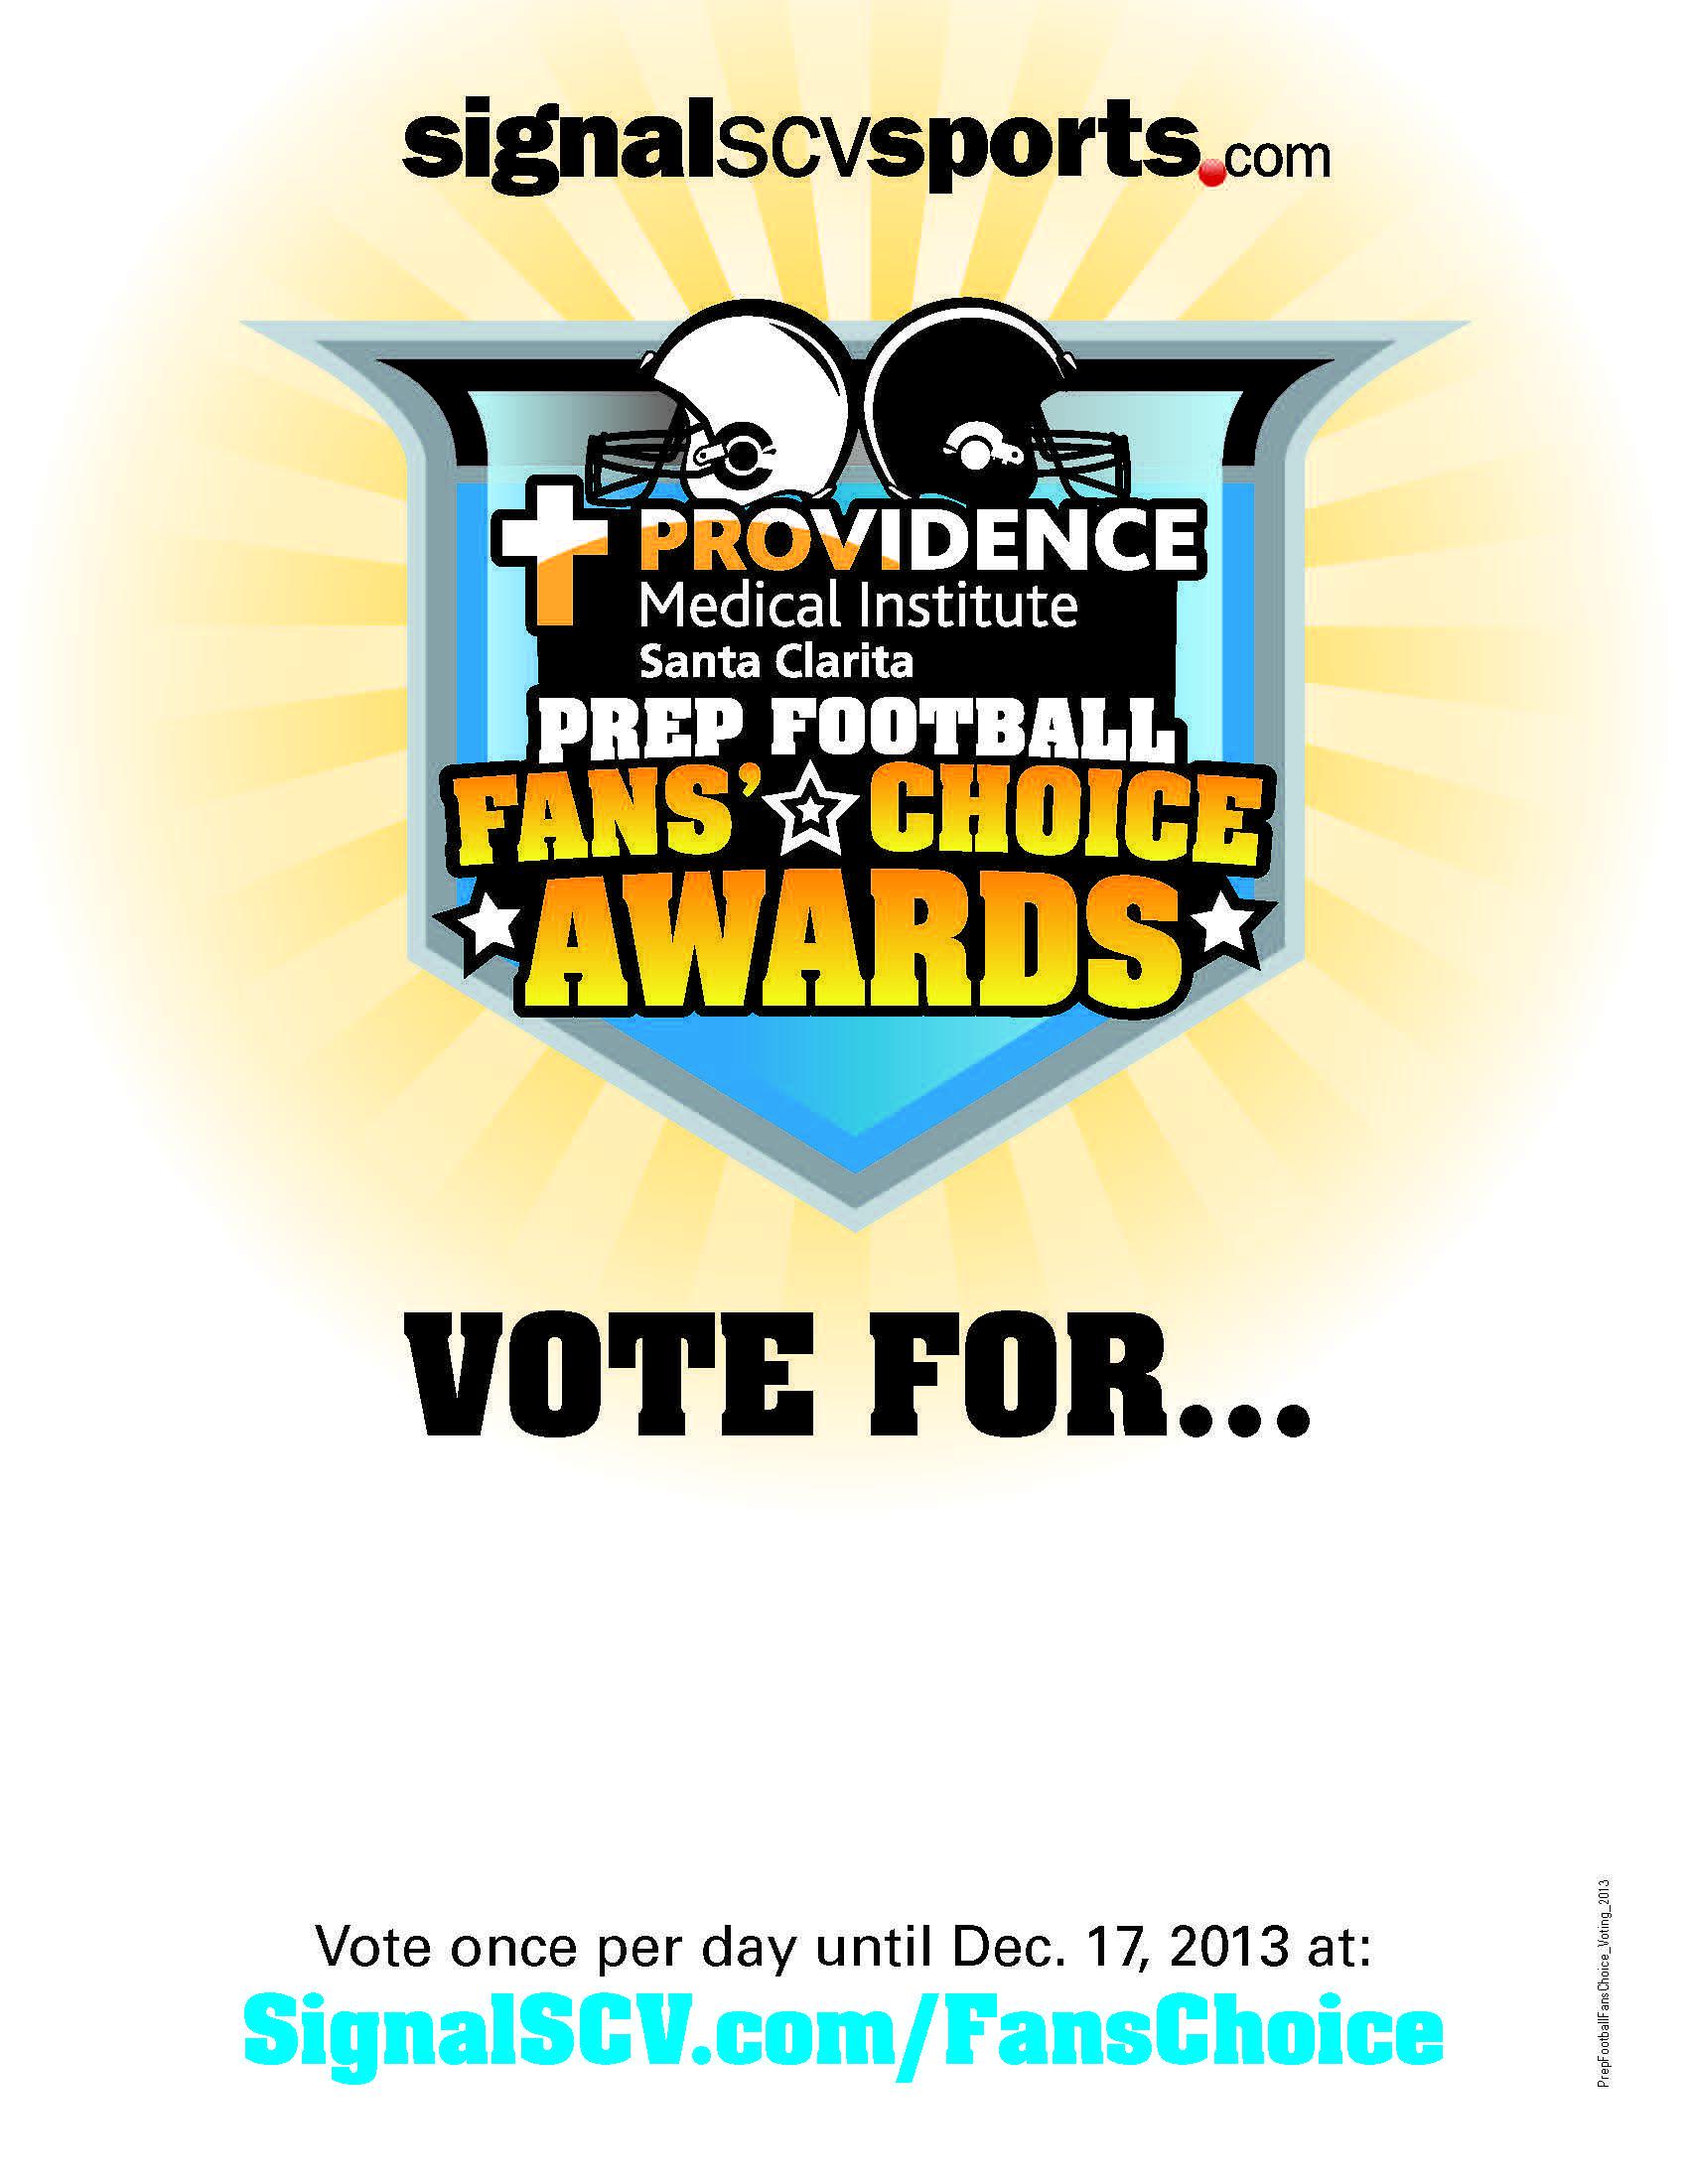 signalscvsports.com
PROVIDENCE
Medical Institute
Santa Clarita
PREP FOOTBALL
FANS' CHOICE
AWARDS
VOTE FOR...
Vote once per day until Dec. 17, 2013 at:
SignalSCV.com/FansChoice
PrepFootballFansChoice_Voting_2013